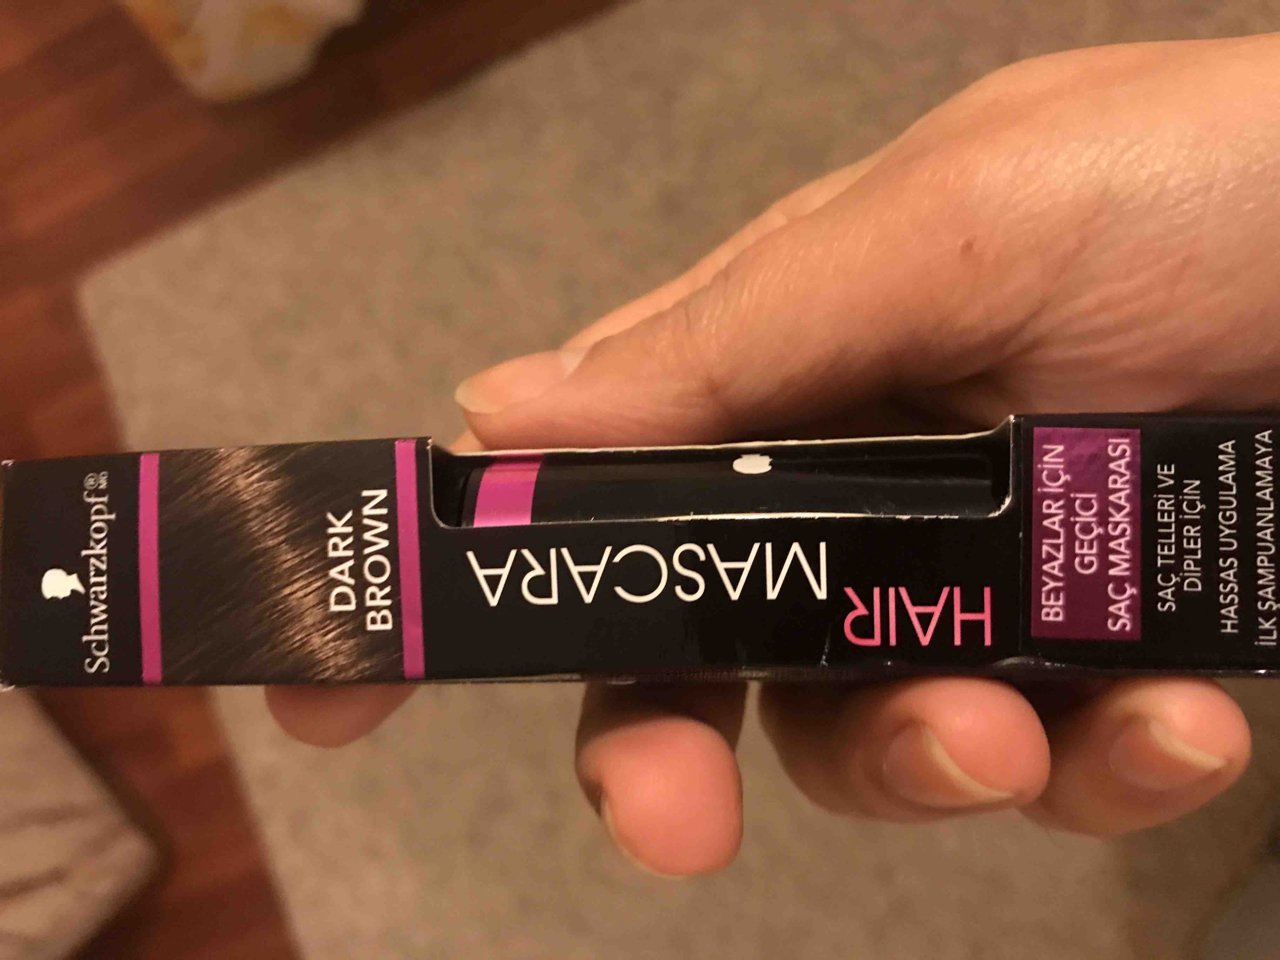 Schwarzkopf®
MD
DARK
BROWN
HAIR
MASCARA
BEYAZLAR İÇİN
GEÇİCİ
SAÇ MASKARASI
SAÇ TELLERİ VE
DİPLER İÇİN
HASSAS UYGULAMA
İLK ŞAMPUANLAMAYA